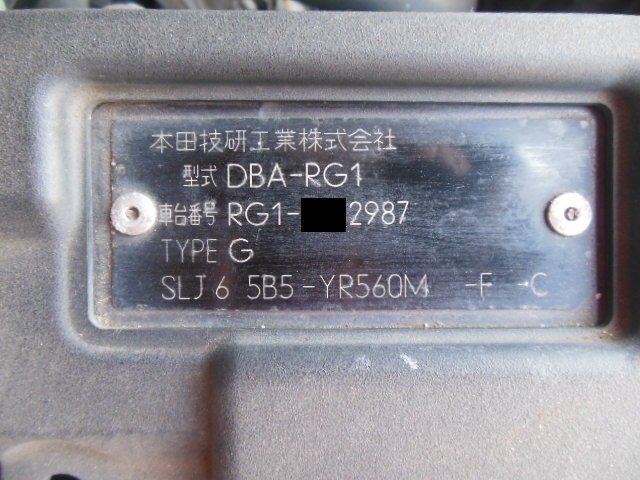 本田技研工業株式会社
型式 DBA-RG1
車台番号 RG1- 2987
TYPE G
SLJ 6 5B5-YR560M -F -C